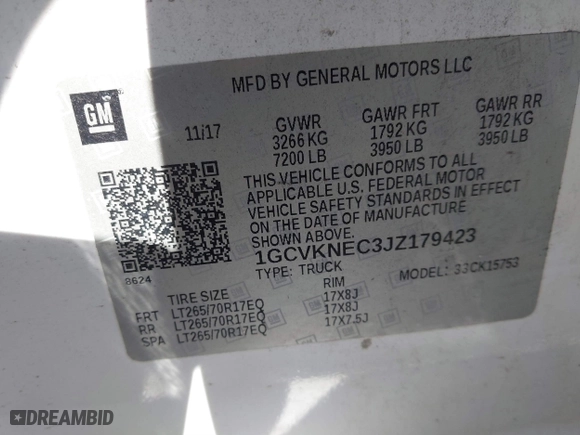 MFD BY GENERAL MOTORS LLC
GM
11/17
GVWR GAWR FRT GAWR RR
3266 KG 1792 KG 1792 KG
7200 LB 3950 LB 3950 LB
THIS VEHICLE CONFORMS TO ALL
APPLICABLE U.S. FEDERAL MOTOR
VEHICLE SAFETY STANDARDS IN EFFECT
ON THE DATE OF MANUFACTURE
SHOWN ABOVE.
1GCVKNEC3JZ179423
8624
TYPE: TRUCK MODEL: 33CK15753
TIRE SIZE RIM
FRT LT265/70R17EQ 17X8J
RR LT265/70R17EQ 17X8J
SPA LT265/70R17EQ 17X7.5J
DREAMBID